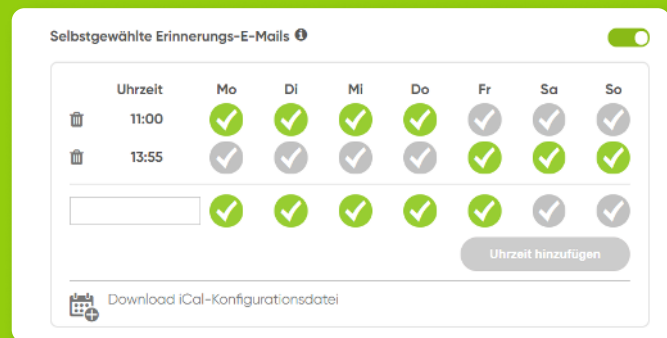 Selbstgewählte Erinnerungs-E-Mails
Uhrzeit Mo Di Mi Do Fr Sa So
11:00
13:55
Uhrzeit hinzufügen
Download iCal-Konfigurationsdatei